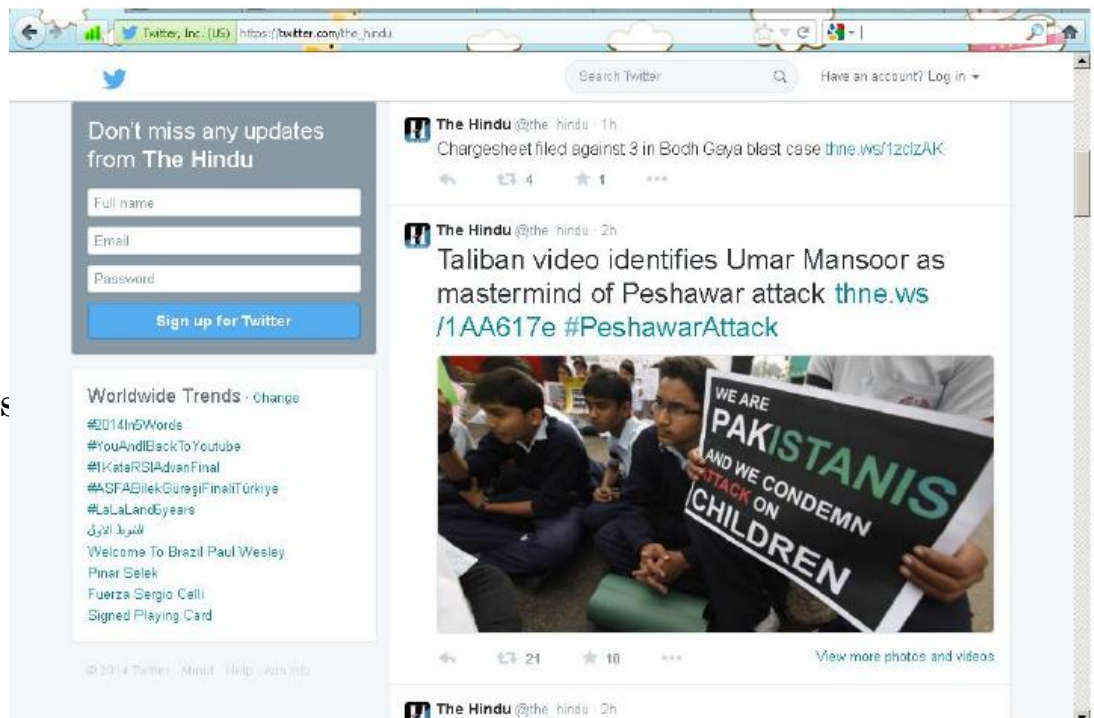 Twitter, Inc. (US) https://twitter.com/the_hindu
Search Twitter
Have an account? Log in
Don't miss any updates
from The Hindu
Full name
Email
Password
Sign up for Twitter
Worldwide Trends · Change
#2014In5Words
#YouAndIBackToYoutube
#1KataRSIAdvanFinal
#ASFABilekGüreşiFinaliTürkiye
#LaLaLand5years
الشوط الاول
Welcome To Brazil Paul Wesley
Pınar Selek
Fuerza Sergio Celli
Signed Playing Card
© 2014 Twitter About Help Ads info
The Hindu @the_hindu · 1h
Chargesheet filed against 3 in Bodh Gaya blast case thne.ws/1zclzAK
4
1
The Hindu @the_hindu · 2h
Taliban video identifies Umar Mansoor as
mastermind of Peshawar attack thne.ws
/1AA617e #PeshawarAttack
WE ARE
PAKISTANIS
AND WE CONDEMN
ATTACK ON
CHILDREN
21
10
View more photos and videos
The Hindu @the_hindu · 2h